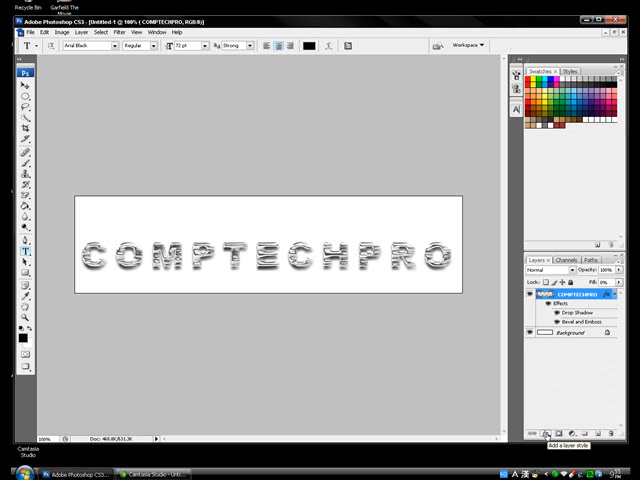 Recycle Bin
Garfield The Movie
Adobe Photoshop CS3 - [Untitled-1 @ 100% ( COMPTECHPRO, RGB/8)]
File Edit Image Layer Select Filter View Window Help
T Arial Black Regular 72 pt Strong Workspace
Ps
Swatches x Styles
A
COMPTECHPRO
Layers x Channels Paths
Normal Opacity: 100%
Lock: Fill: 0%
COMPTECHPRO
Effects
Drop Shadow
Bevel and Emboss
Background
Add a layer style
100% Doc: 468.8K/531.3K
Camtasia Studio
Adobe Photoshop CS3... Camtasia Studio - Unti...